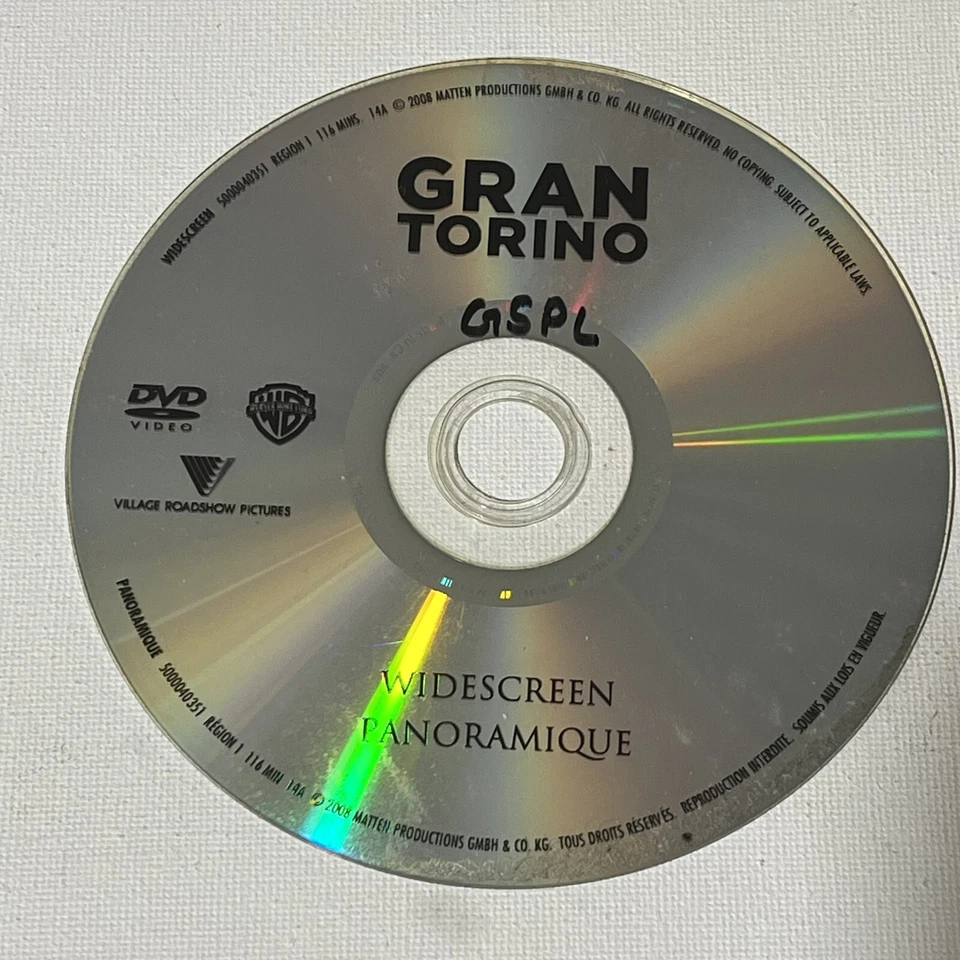 WIDESCREEN 5000040351 REGION 1 116 MINS. 14A © 2008 MATTEN PRODUCTIONS GMBH & CO. KG. ALL RIGHTS RESERVED. NO COPYING. SUBJECT TO APPLICABLE LAWS.
GRAN
TORINO
GSPL
DVD
VIDEO
WB
VILLAGE ROADSHOW PICTURES
WIDESCREEN
PANORAMIQUE
PANORAMIQUE 5000040351 RÉGION 1 116 MIN 14A © 2008 MATTEN PRODUCTIONS GMBH & CO. KG. TOUS DROITS RÉSERVÉS. REPRODUCTION INTERDITE. SOUMIS AUX LOIS EN VIGUEUR.